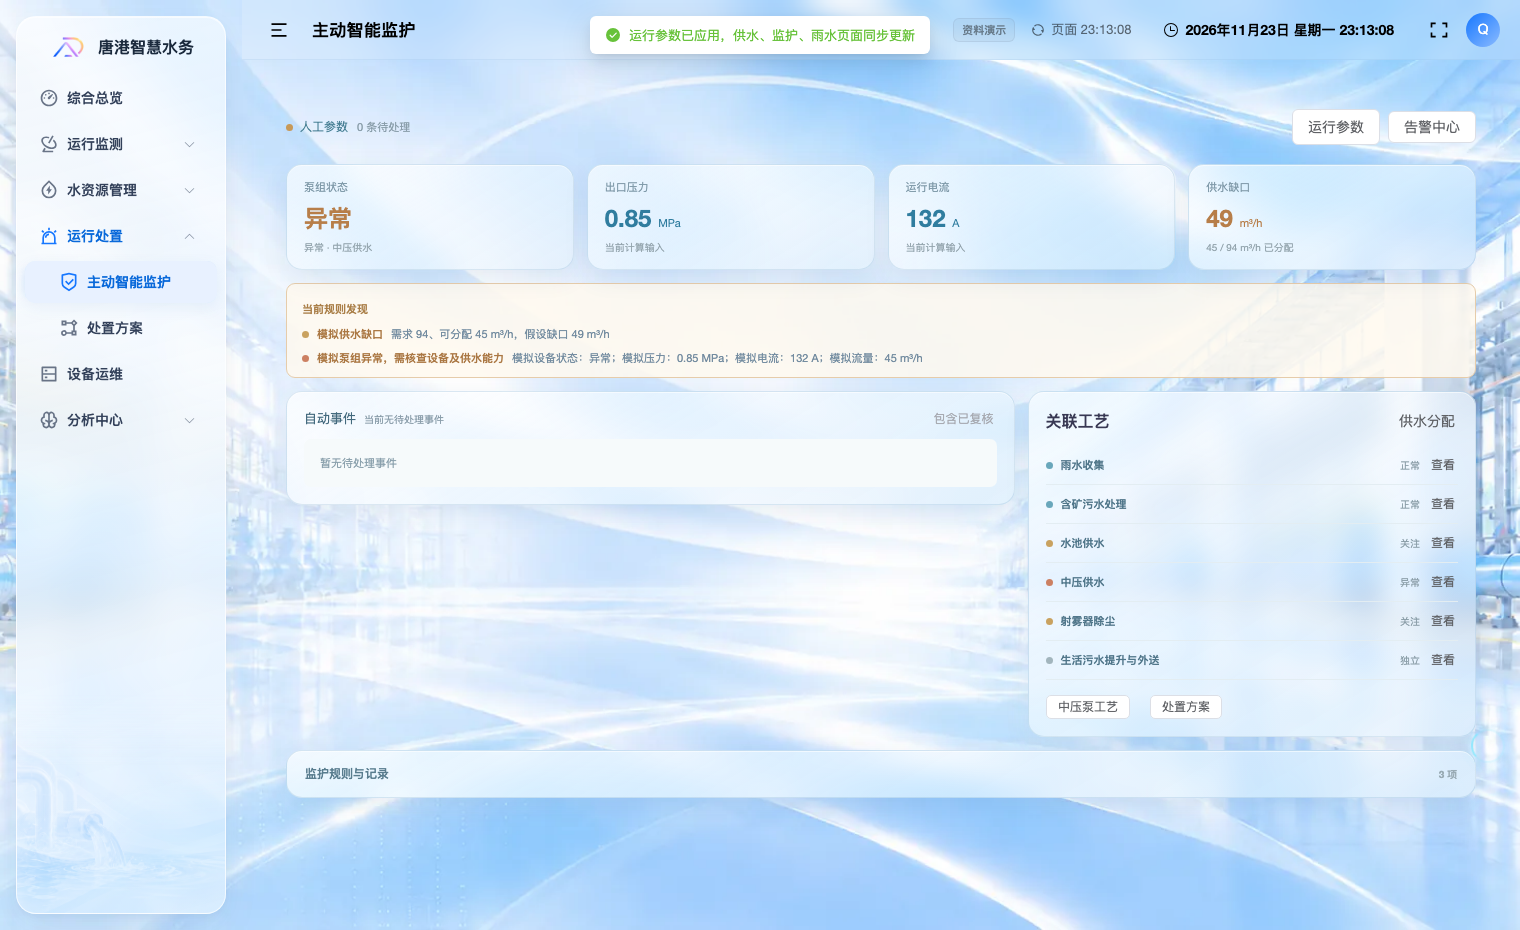 唐港智慧水务
综合总览
运行监测
水资源管理
运行处置
主动智能监护
处置方案
设备运维
分析中心
主动智能监护
运行参数已应用，供水、监护、雨水页面同步更新
资料演示
页面 23:13:08
2026年11月23日 星期一 23:13:08
Q
人工参数 0 条待处理
运行参数
告警中心
泵组状态
异常
异常 · 中压供水
出口压力
0.85 MPa
当前计算输入
运行电流
132 A
当前计算输入
供水缺口
49 m³/h
45 / 94 m³/h 已分配
当前规则发现
模拟供水缺口 需求 94、可分配 45 m³/h，假设缺口 49 m³/h
模拟泵组异常，需核查设备及供水能力 模拟设备状态：异常；模拟压力：0.85 MPa；模拟电流：132 A；模拟流量：45 m³/h
自动事件 当前无待处理事件
包含已复核
暂无待处理事件
关联工艺
供水分配
雨水收集 正常 查看
含矿污水处理 正常 查看
水池供水 关注 查看
中压供水 异常 查看
射雾器除尘 关注 查看
生活污水提升与外送 独立 查看
中压泵工艺
处置方案
监护规则与记录
3 项